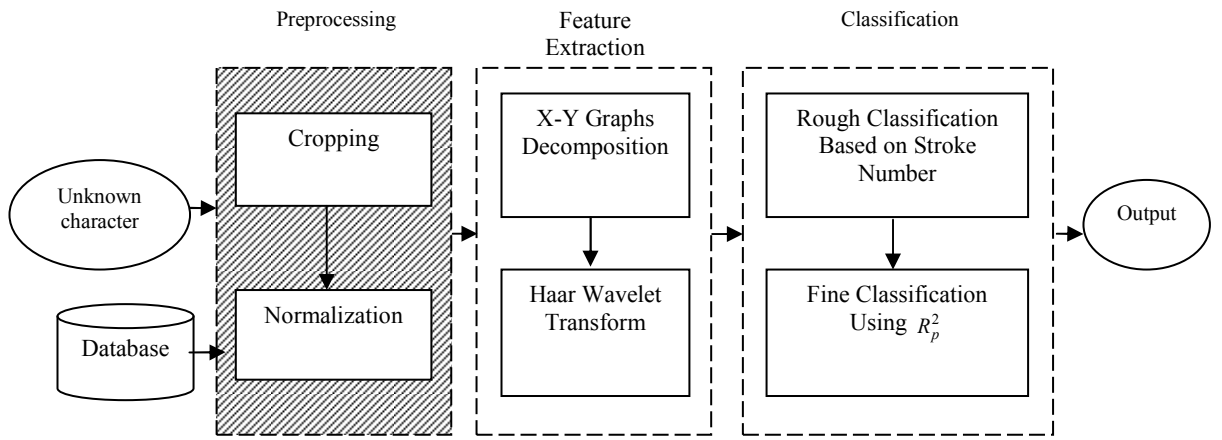 Preprocessing
Feature
Extraction
Classification
Unknown
character
Database
Cropping
Normalization
X-Y Graphs
Decomposition
Haar Wavelet
Transform
Rough Classification
Based on Stroke
Number
Fine Classification
Using $R_p^2$
Output